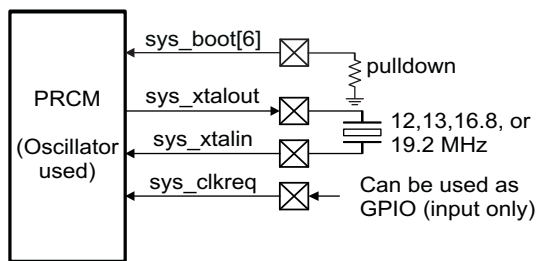 sys_boot[6]
pulldown
PRCM
(Oscillator
used)
sys_xtalout
12,13,16.8, or
19.2 MHz
sys_xtalin
sys_clkreq
Can be used as
GPIO (input only)